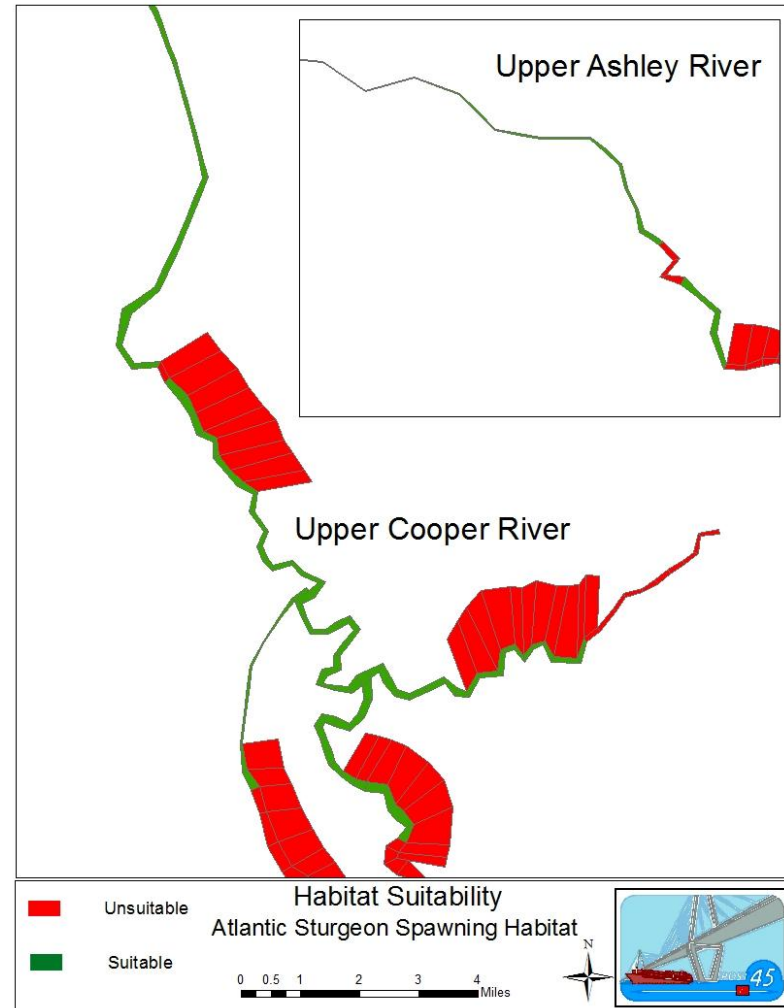 Upper Ashley River
Upper Cooper River
Habitat Suitability
Atlantic Sturgeon Spawning Habitat
Unsuitable
Suitable
0 0.5 1 2 3 4
Miles
N
POST 45